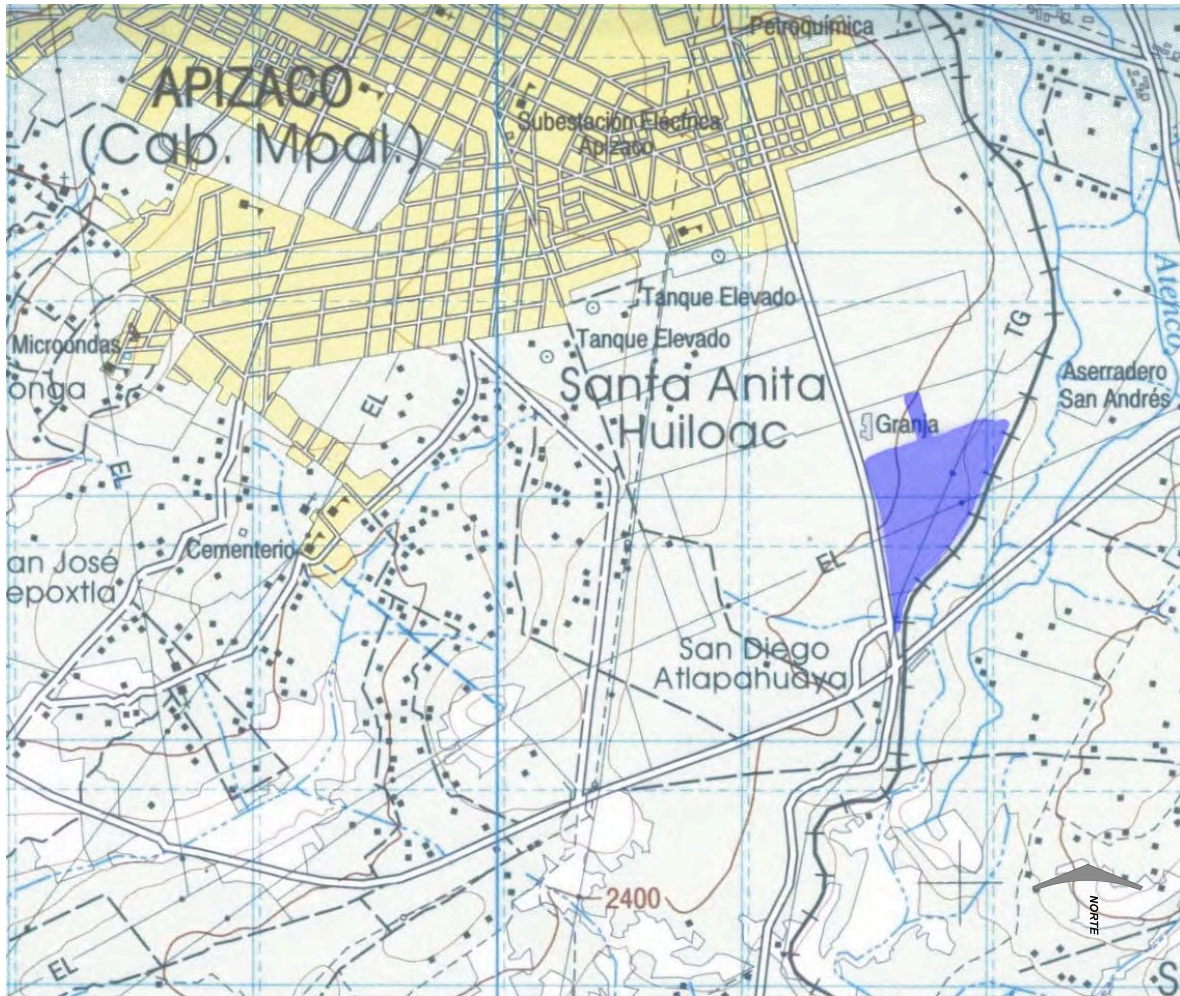 Petroquímica
APIZACO
(Cab. Mpal.)
Subestación Eléctrica
Apizaco
Atenco
Tanque Elevado
TG
Microondas
Tanque Elevado
onga
EL
Santa Anita
Huiloac
Aserradero
San Andrés
Granja
EL
Cementerio
an José
epoxtla
EL
San Diego
Atlapahuaya
2400
NORTE
EL
S